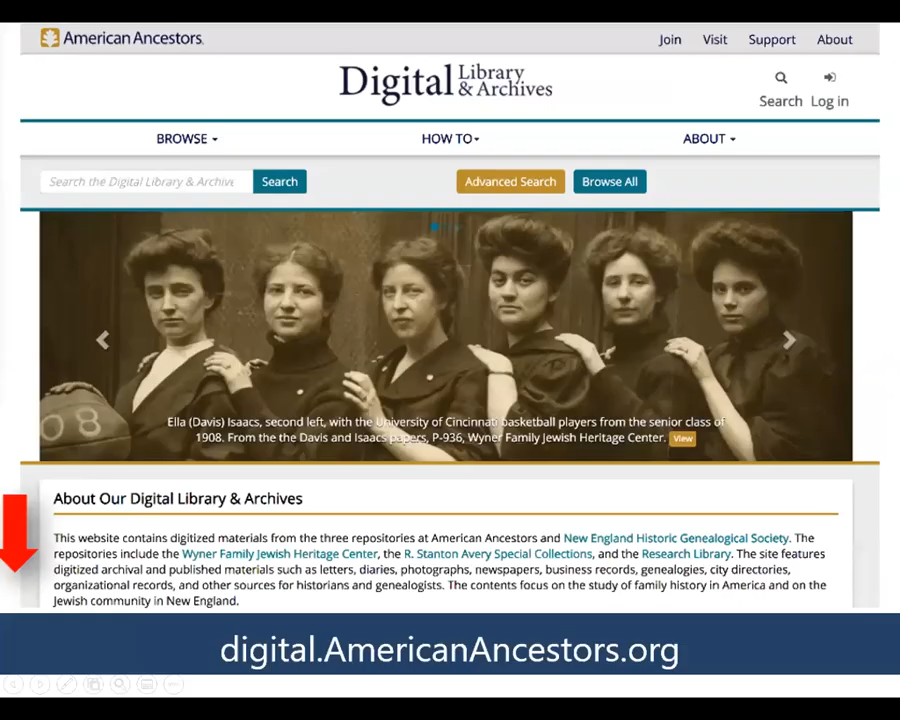 American Ancestors.
Join Visit Support About
Digital Library & Archives
Search Log in
BROWSE HOW TO ABOUT
Search the Digital Library & Archive Search Advanced Search Browse All
08
Ella (Davis) Isaacs, second left, with the University of Cincinnati basketball players from the senior class of
1908. From the the Davis and Isaacs papers, P-936, Wyner Family Jewish Heritage Center. View
About Our Digital Library & Archives
This website contains digitized materials from the three repositories at American Ancestors and New England Historic Genealogical Society. The
repositories include the Wyner Family Jewish Heritage Center, the R. Stanton Avery Special Collections, and the Research Library. The site features
digitized archival and published materials such as letters, diaries, photographs, newspapers, business records, genealogies, city directories,
organizational records, and other sources for historians and genealogists. The contents focus on the study of family history in America and on the
Jewish community in New England.
digital.AmericanAncestors.org